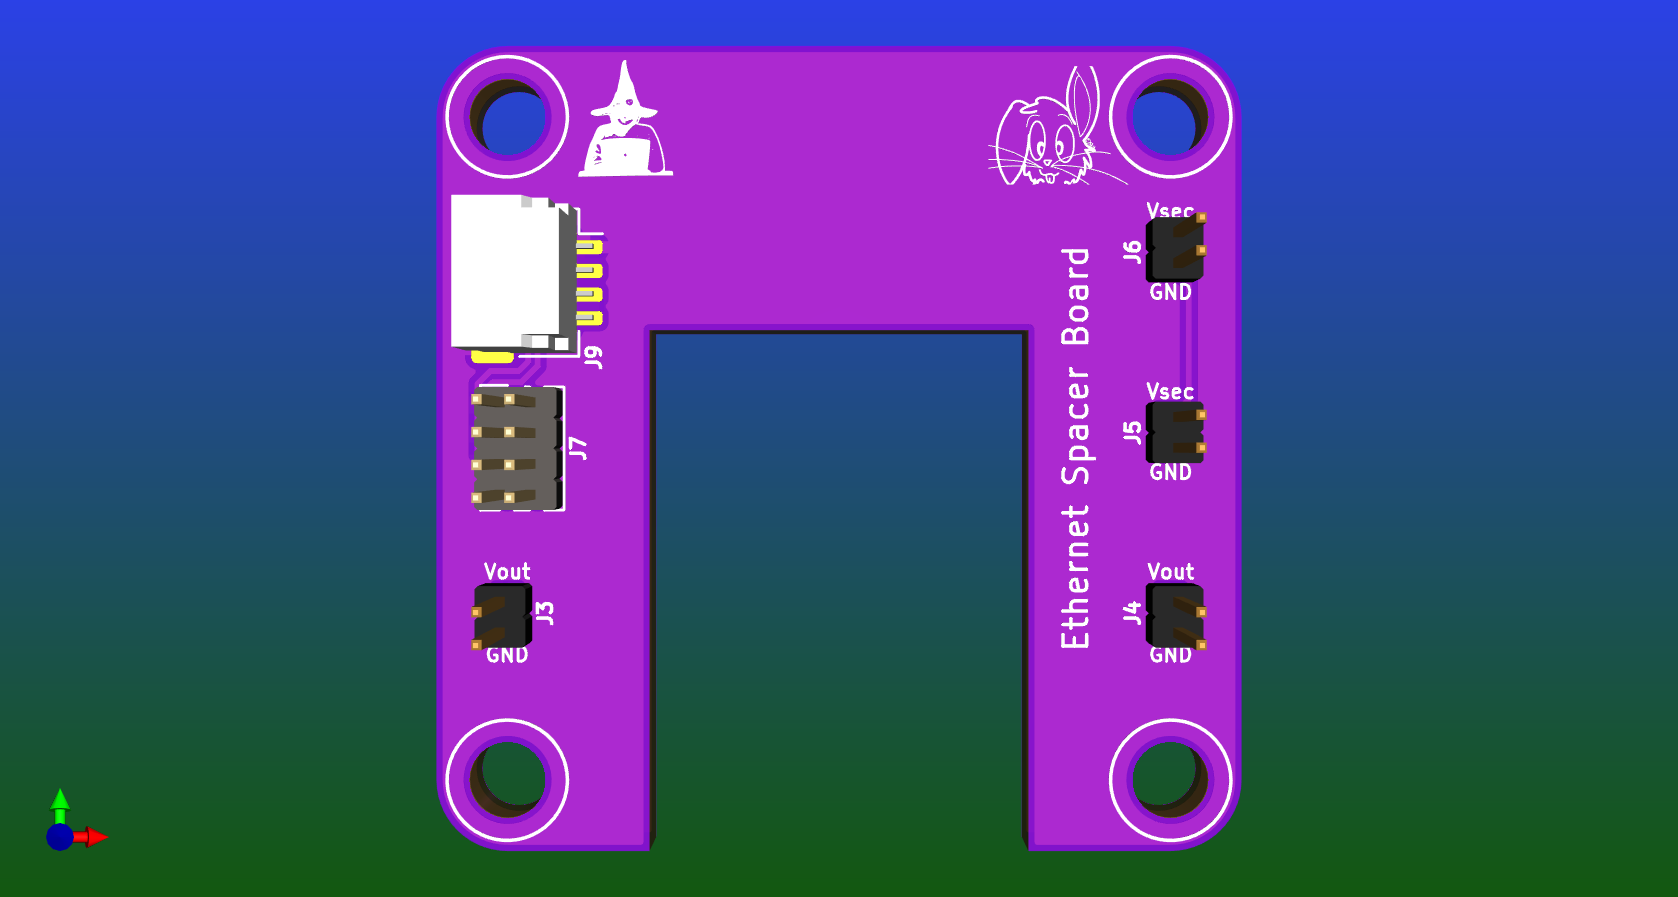 Vsec
J6
GND
J9
Vsec
J5
GND
J7
Ethernet Spacer Board
Vout
J3
GND
Vout
J4
GND